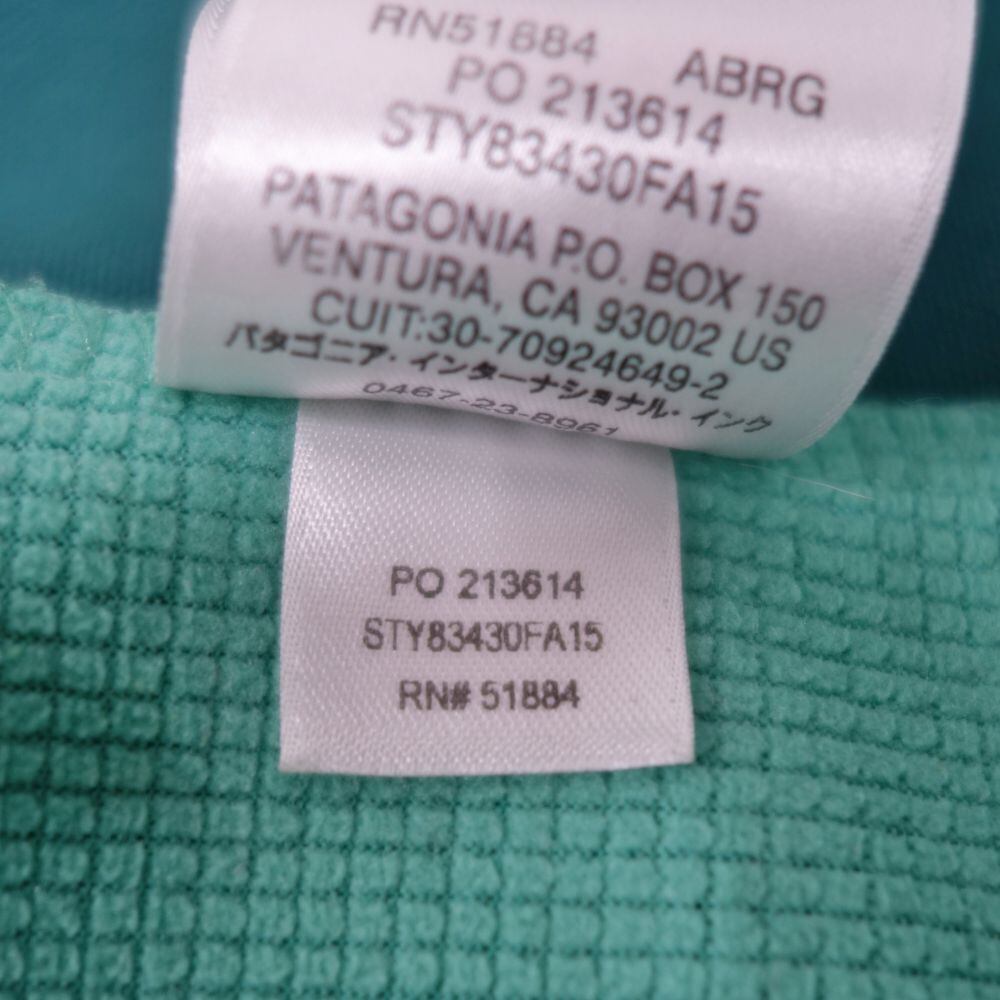 RN51884 ABRG
PO 213614
STY83430FA15
PATAGONIA P.O. BOX 150
VENTURA, CA 93002 US
CUIT:30-70924649-2
パタゴニア・インターナショナル・インク
0467-23-8961
PO 213614
STY83430FA15
RN# 51884